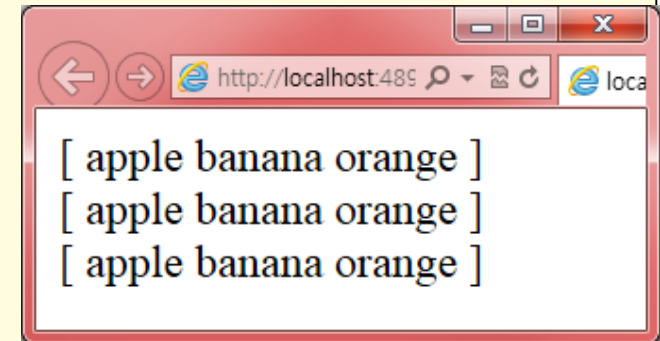 http://localhost:489
loca
[ apple banana orange ]
[ apple banana orange ]
[ apple banana orange ]